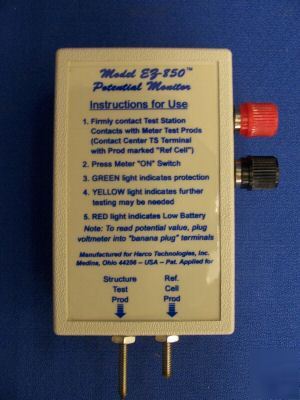 Model EZ-850™
Potential Monitor
Instructions for Use
1. Firmly contact Test Station
Contacts with Meter Test Prods
(Contact Center TS Terminal
with Prod marked "Ref Cell")
2. Press Meter "ON" Switch
3. GREEN light indicates protection
4. YELLOW light indicates further
testing may be needed
5. RED light indicates Low Battery
Note: To read potential value, plug
voltmeter into "banana plug" terminals
Manufactured for Harco Technologies, Inc.
Medina, Ohio 44256 – USA – Pat. Applied for
Structure Ref.
Test Cell
Prod Prod
UnixPlus.com